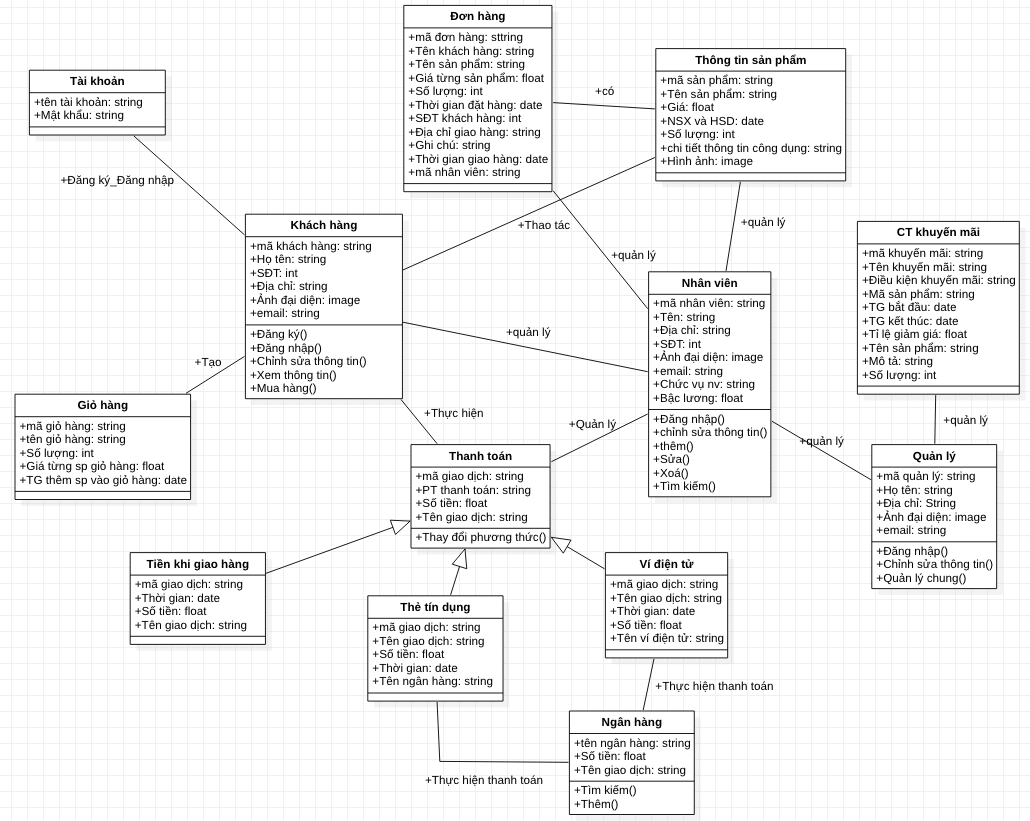 Đơn hàng
+mã đơn hàng: sttring
+Tên khách hàng: string
+Tên sản phẩm: string
+Giá từng sản phẩm: float
+Số lượng: int
+Thời gian đặt hàng: date
+SĐT khách hàng: int
+Địa chỉ giao hàng: string
+Ghi chú: string
+Thời gian giao hàng: date
+mã nhân viên: string
+có
Thông tin sản phẩm
+mã sản phẩm: string
+Tên sản phẩm: string
+Giá: float
+NSX và HSD: date
+Số lượng: int
+chi tiết thông tin công dụng: string
+Hình ảnh: image
Tài khoản
+tên tài khoản: string
+Mật khẩu: string
+Đăng ký_Đăng nhập
Khách hàng
+mã khách hàng: string
+Họ tên: string
+SĐT: int
+Địa chỉ: string
+Ảnh đại diện: image
+email: string
+Đăng ký()
+Đăng nhập()
+Chỉnh sửa thông tin()
+Xem thông tin()
+Mua hàng()
+Thao tác
+quản lý
+quản lý
+quản lý
CT khuyến mãi
+mã khuyến mãi: string
+Tên khuyến mãi: string
+Điều kiện khuyến mãi: string
+Mã sản phẩm: string
+TG bắt đầu: date
+TG kết thúc: date
+Tỉ lệ giảm giá: float
+Tên sản phẩm: string
+Mô tả: string
+Số lượng: int
Nhân viên
+mã nhân viên: string
+Tên: string
+Địa chỉ: string
+SĐT: int
+Ảnh đại diện: image
+email: string
+Chức vụ nv: string
+Bậc lương: float
+Đăng nhập()
+chỉnh sửa thông tin()
+thêm()
+Sửa()
+Xoá()
+Tìm kiếm()
+Tạo
Giỏ hàng
+mã giỏ hàng: string
+tên giỏ hàng: string
+Số lượng: int
+Giá từng sp giỏ hàng: float
+TG thêm sp vào giỏ hàng: date
+Thực hiện
+Quản lý
+quản lý
+quản lý
Thanh toán
+mã giao dịch: string
+PT thanh toán: string
+Số tiền: float
+Tên giao dịch: string
+Thay đổi phương thức()
Quản lý
+mã quản lý: string
+Họ tên: string
+Địa chỉ: String
+Ảnh đại diện: image
+email: string
+Đăng nhập()
+Chỉnh sửa thông tin()
+Quản lý chung()
Tiền khi giao hàng
+mã giao dịch: string
+Thời gian: date
+Số tiền: float
+Tên giao dịch: string
Thẻ tín dụng
+mã giao dịch: string
+Tên giao dịch: string
+Số tiền: float
+Thời gian: date
+Tên ngân hàng: string
Ví điện tử
+mã giao dịch: string
+Tên giao dịch: string
+Thời gian: date
+Số tiền: float
+Tên ví điện tử: string
+Thực hiện thanh toán
Ngân hàng
+tên ngân hàng: string
+Số tiền: float
+Tên giao dịch: string
+Tìm kiếm()
+Thêm()
+Thực hiện thanh toán